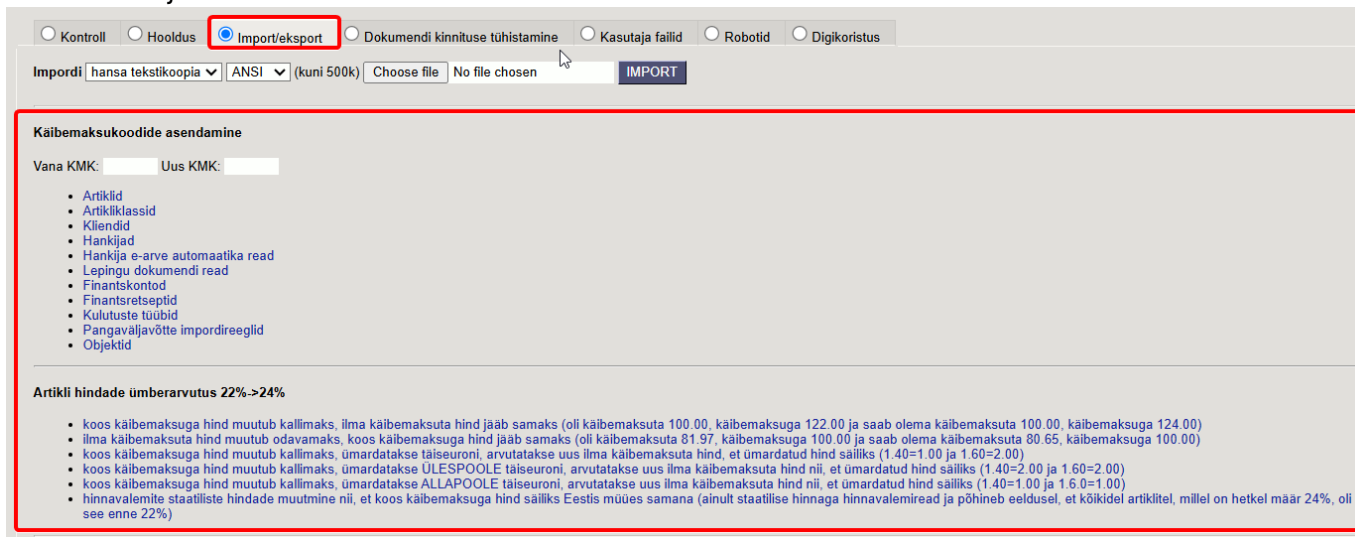 Kontroll Hooldus Import/eksport Dokumendi kinnituse tühistamine Kasutaja failid Robotid Digikoristus
Impordi hansa tekstikoopia ANSI (kuni 500k) Choose file No file chosen IMPORT
Käibemaksukoodide asendamine
Vana KMK: Uus KMK:
• Artiklid
• Artikliklassid
• Kliendid
• Hankijad
• Hankija e-arve automaatika read
• Lepingu dokumendi read
• Finantskontod
• Finantsretseptid
• Kulutuste tüübid
• Pangaväljavõtte impordireeglid
• Objektid
Artikli hindade ümberarvutus 22%->24%
• koos käibemaksuga hind muutub kallimaks, ilma käibemaksuta hind jääb samaks (oli käibemaksuta 100.00, käibemaksuga 122.00 ja saab olema käibemaksuta 100.00, käibemaksuga 124.00)
• ilma käibemaksuta hind muutub odavamaks, koos käibemaksuga hind jääb samaks (oli käibemaksuta 81.97, käibemaksuga 100.00 ja saab olema käibemaksuta 80.65, käibemaksuga 100.00)
• koos käibemaksuga hind muutub kallimaks, ümardatakse täiseuroni, arvutatakse uus ilma käibemaksuta hind, et ümardatud hind säiliks (1.40=1.00 ja 1.60=2.00)
• koos käibemaksuga hind muutub kallimaks, ümardatakse ÜLESPOOLE täiseuroni, arvutatakse uus ilma käibemaksuta hind nii, et ümardatud hind säiliks (1.40=2.00 ja 1.60=2.00)
• koos käibemaksuga hind muutub kallimaks, ümardatakse ALLAPOOLE täiseuroni, arvutatakse uus ilma käibemaksuta hind nii, et ümardatud hind säiliks (1.40=1.00 ja 1.6.0=1.00)
• hinnavalemite staatiliste hindade muutmine nii, et koos käibemaksuga hind säiliks Eestis müües samana (ainult staatilise hinnaga hinnavalemiread ja põhineb eeldusel, et kõikidel artiklitel, millel on hetkel määr 24%, oli
see enne 22%)